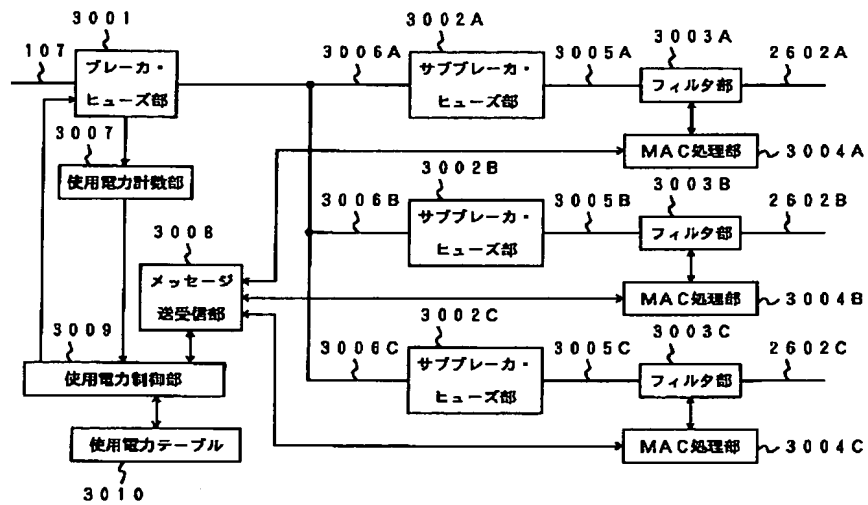 3001
107
ブレーカ・
ヒューズ部
3007
使用電力計数部
3008
メッセージ
送受信部
3009
使用電力制御部
使用電力テーブル
3010
3002A
3006A
サブブレーカ・
ヒューズ部
3005A
3003A
フィルタ部
2602A
MAC処理部
3004A
3002B
3006B
サブブレーカ・
ヒューズ部
3005B
3003B
フィルタ部
2602B
MAC処理部
3004B
3002C
3006C
サブブレーカ・
ヒューズ部
3005C
3003C
フィルタ部
2602C
MAC処理部
3004C